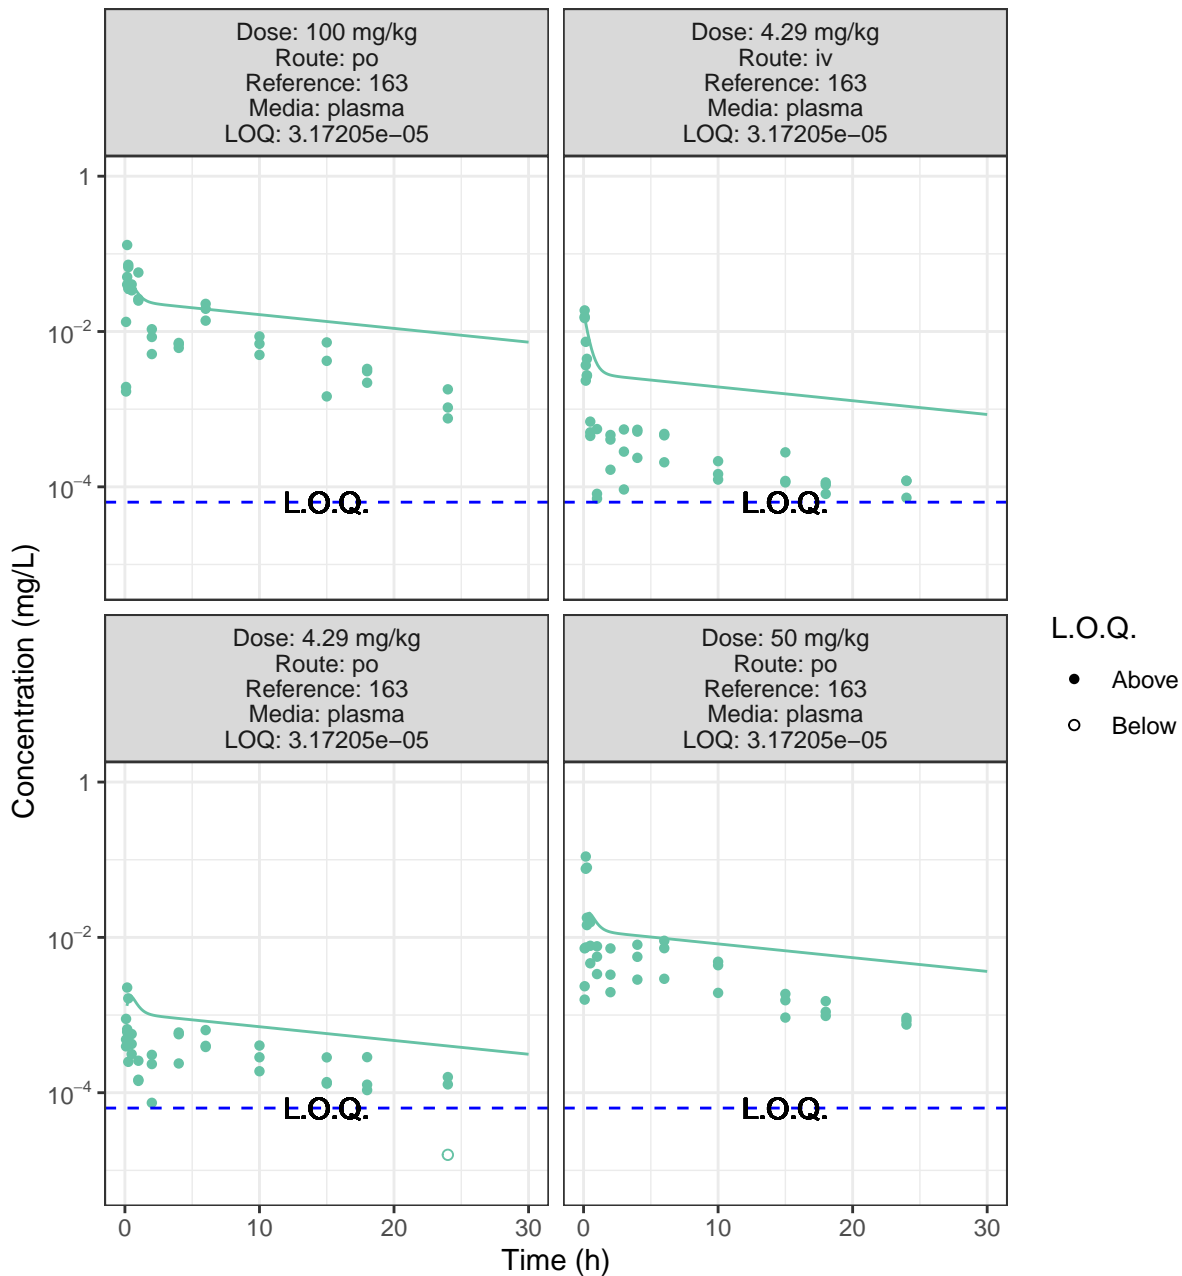 Dose: 100 mg/kg
Route: po
Reference: 163
Media: plasma
LOQ: 3.17205e−05
Dose: 4.29 mg/kg
Route: iv
Reference: 163
Media: plasma
LOQ: 3.17205e−05
1
10⁻²
10⁻⁴
L.O.Q.
L.O.Q.
Concentration (mg/L)
Dose: 4.29 mg/kg
Route: po
Reference: 163
Media: plasma
LOQ: 3.17205e−05
Dose: 50 mg/kg
Route: po
Reference: 163
Media: plasma
LOQ: 3.17205e−05
1
10⁻²
10⁻⁴
L.O.Q.
L.O.Q.
0 10 20 30
0 10 20 30
Time (h)
L.O.Q.
Above
Below